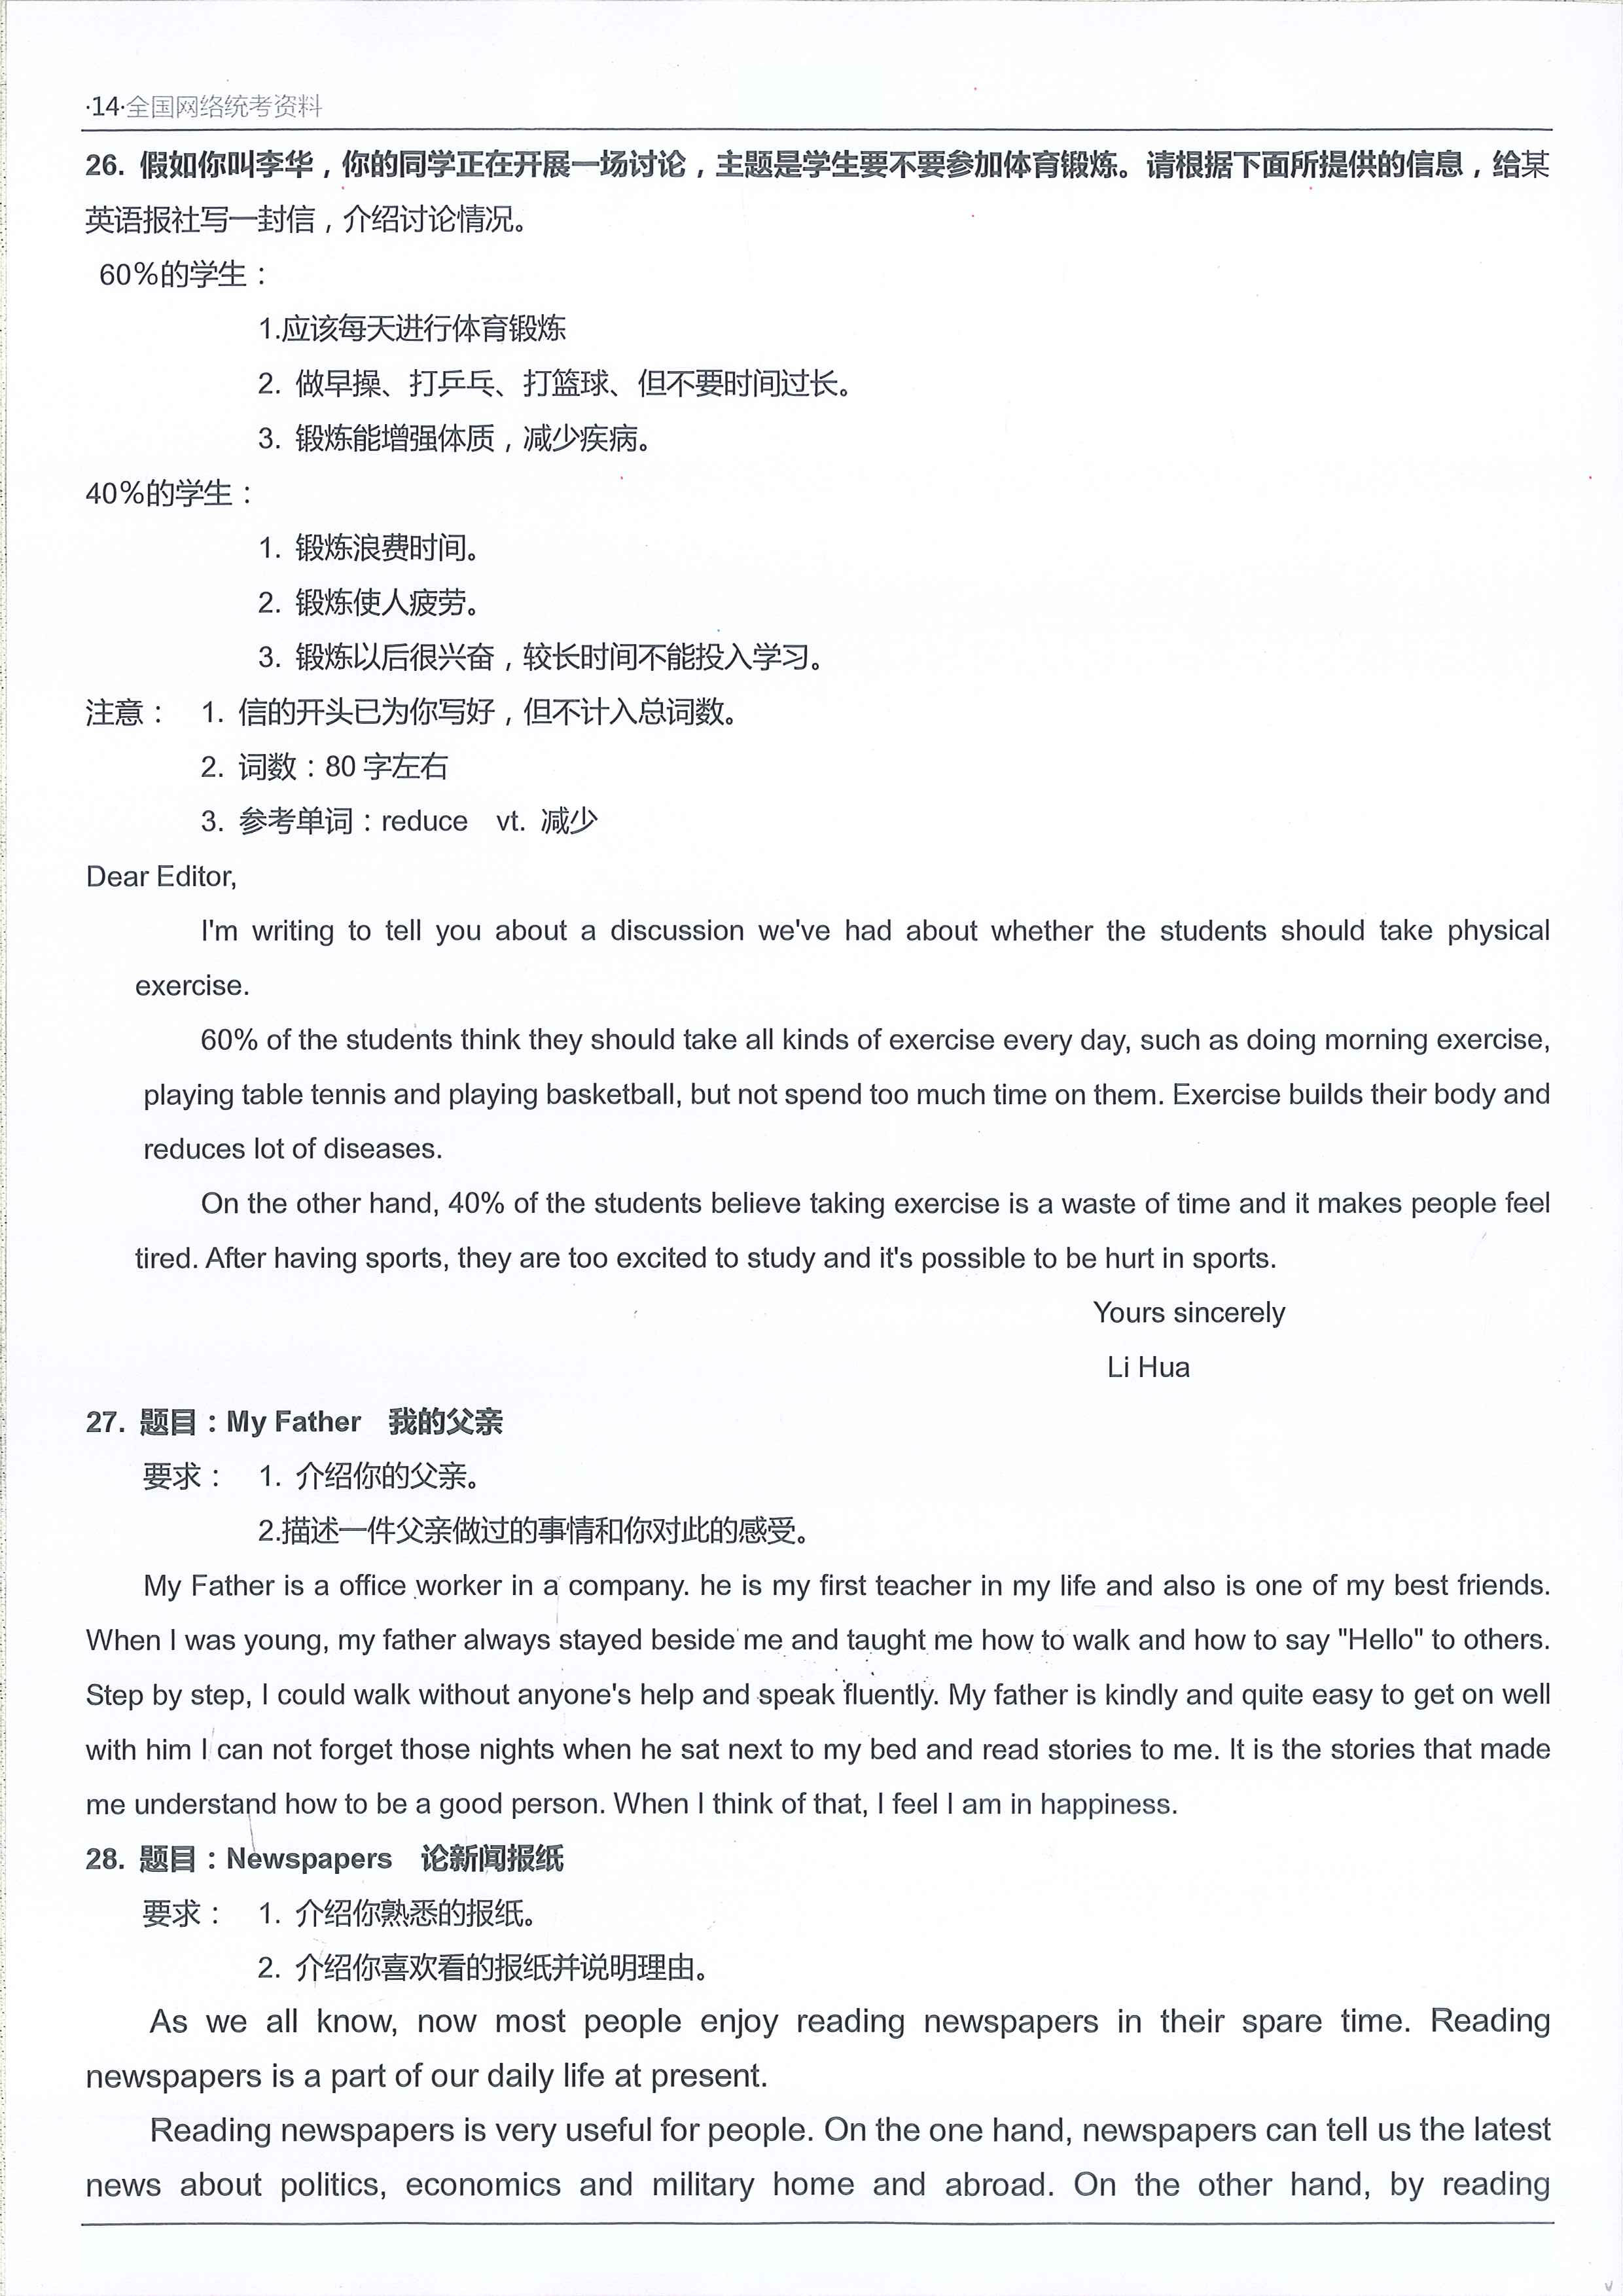 ·14·全国网络统考资料
26. 假如你叫李华，你的同学正在开展一场讨论，主题是学生要不要参加体育锻炼。请根据下面所提供的信息，给某
英语报社写一封信，介绍讨论情况。
60%的学生：
1.应该每天进行体育锻炼
2. 做早操、打乒乓、打篮球、但不要时间过长。
3. 锻炼能增强体质，减少疾病。
40%的学生：
1. 锻炼浪费时间。
2. 锻炼使人疲劳。
3. 锻炼以后很兴奋，较长时间不能投入学习。
注意： 1. 信的开头已为你写好，但不计入总词数。
2. 词数：80 字左右
3. 参考单词：reduce vt. 减少
Dear Editor,
I'm writing to tell you about a discussion we've had about whether the students should take physical
exercise.
60% of the students think they should take all kinds of exercise every day, such as doing morning exercise,
playing table tennis and playing basketball, but not spend too much time on them. Exercise builds their body and
reduces lot of diseases.
On the other hand, 40% of the students believe taking exercise is a waste of time and it makes people feel
tired. After having sports, they are too excited to study and it's possible to be hurt in sports.
Yours sincerely
Li Hua
27. 题目：My Father 我的父亲
要求： 1. 介绍你的父亲。
2.描述一件父亲做过的事情和你对此的感受。
My Father is a office worker in a company. he is my first teacher in my life and also is one of my best friends.
When I was young, my father always stayed beside me and taught me how to walk and how to say "Hello" to others.
Step by step, I could walk without anyone's help and speak fluently. My father is kindly and quite easy to get on well
with him I can not forget those nights when he sat next to my bed and read stories to me. It is the stories that made
me understand how to be a good person. When I think of that, I feel I am in happiness.
28. 题目：Newspapers 论新闻报纸
要求： 1. 介绍你熟悉的报纸。
2. 介绍你喜欢看的报纸并说明理由。
As we all know, now most people enjoy reading newspapers in their spare time. Reading
newspapers is a part of our daily life at present.
Reading newspapers is very useful for people. On the one hand, newspapers can tell us the latest
news about politics, economics and military home and abroad. On the other hand, by reading